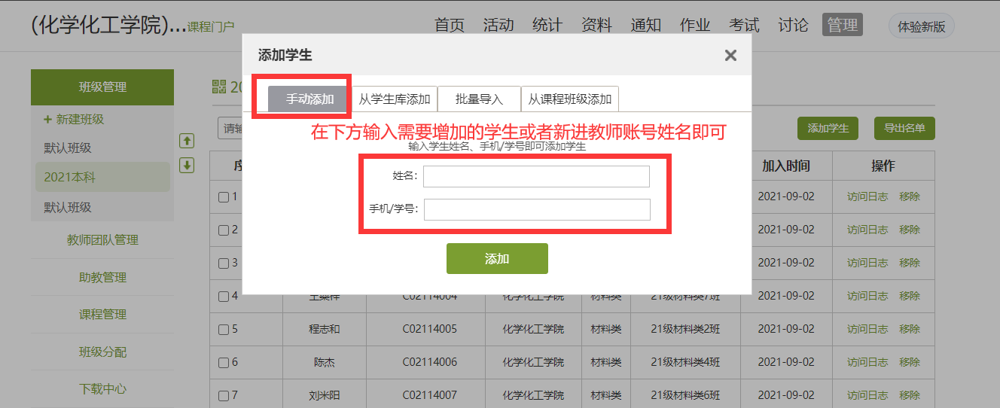 (化学化工学院)...课程门户
首页 活动 统计 资料 通知 作业 考试 讨论 管理 体验新版
添加学生
班级管理
手动添加 从学生库添加 批量导入 从课程班级添加
+ 新建班级
在下方输入需要增加的学生或者新进教师账号姓名即可
添加学生 导出名单
输入学生姓名、手机/学号即可添加学生
默认班级
加入时间 操作
2021本科
姓名:
1 2021-09-02 访问日志 移除
默认班级
手机/学号:
2 2021-09-02 访问日志 移除
教师团队管理
添加
3 2021-09-02 访问日志 移除
助教管理
4 C02114004 化学化工学院 材料类 21级材料类7班 2021-09-02 访问日志 移除
课程管理
5 程志和 C02114005 化学化工学院 材料类 21级材料类2班 2021-09-02 访问日志 移除
班级分配
6 陈杰 C02114006 化学化工学院 材料类 21级材料类4班 2021-09-02 访问日志 移除
下载中心
7 刘米阳 C02114007 化学化工学院 材料类 21级材料类6班 2021-09-02 访问日志 移除